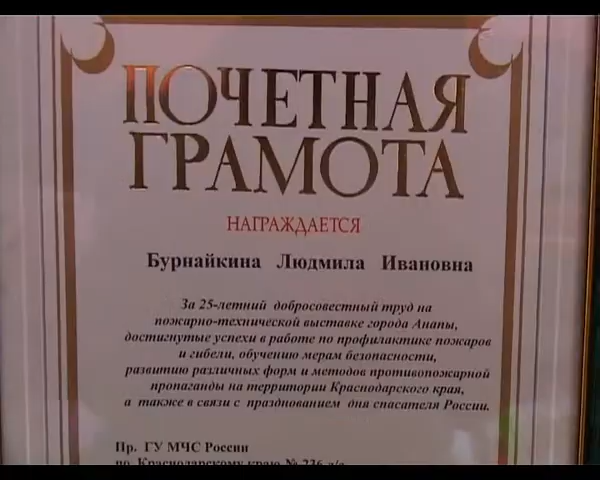 ПОЧЕТНАЯ
ГРАМОТА
НАГРАЖДАЕТСЯ
Бурнайкина Людмила Ивановна
За 25-летний добросовестный труд на
пожарно-технической выставке города Анапы,
достигнутые успехи в работе по профилактике пожаров
и гибели, обучению мерам безопасности,
развитию различных форм и методов противопожарной
пропаганды на территории Краснодарского края,
а также в связи с празднованием дня спасателя России.
Пр. ГУ МЧС России
по Краснодарскому краю № 236 л/с